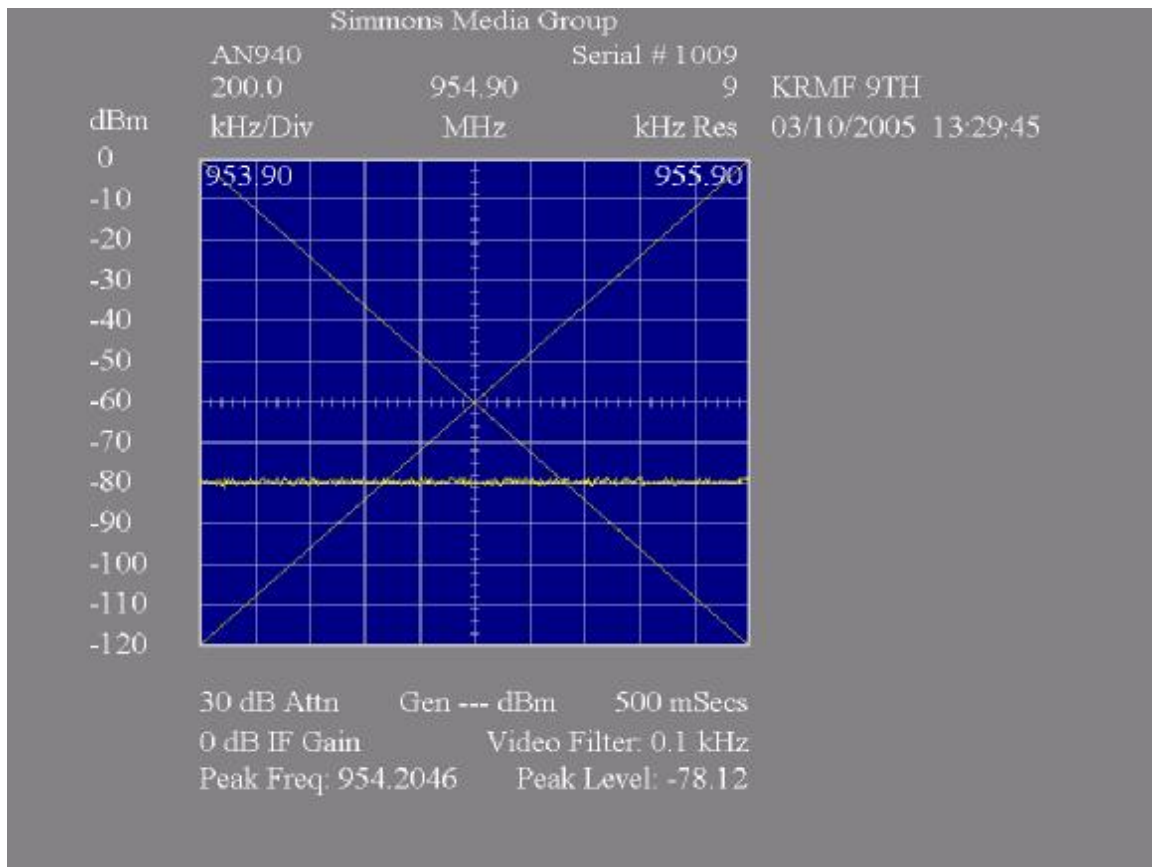 Simmons Media Group
AN940 Serial # 1009
200.0 954.90 9 KRMF 9TH
dBm kHz/Div MHz kHz Res 03/10/2005 13:29:45
0
953.90 955.90
-10
-20
-30
-40
-50
-60
-70
-80
-90
-100
-110
-120
30 dB Attn Gen --- dBm 500 mSecs
0 dB IF Gain Video Filter: 0.1 kHz
Peak Freq: 954.2046 Peak Level: -78.12